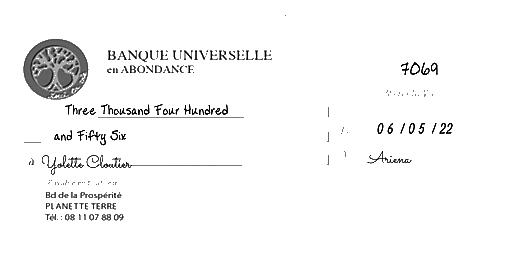 BANQUE UNIVERSELLE
en ABONDANCE
7069
Three Thousand Four Hundred
and Fifty Six
06/05/22
à Yolette Cloutier
Ariena
Bd de la Prospérité
PLANETTE TERRE
Tél. : 08 11 07 88 09